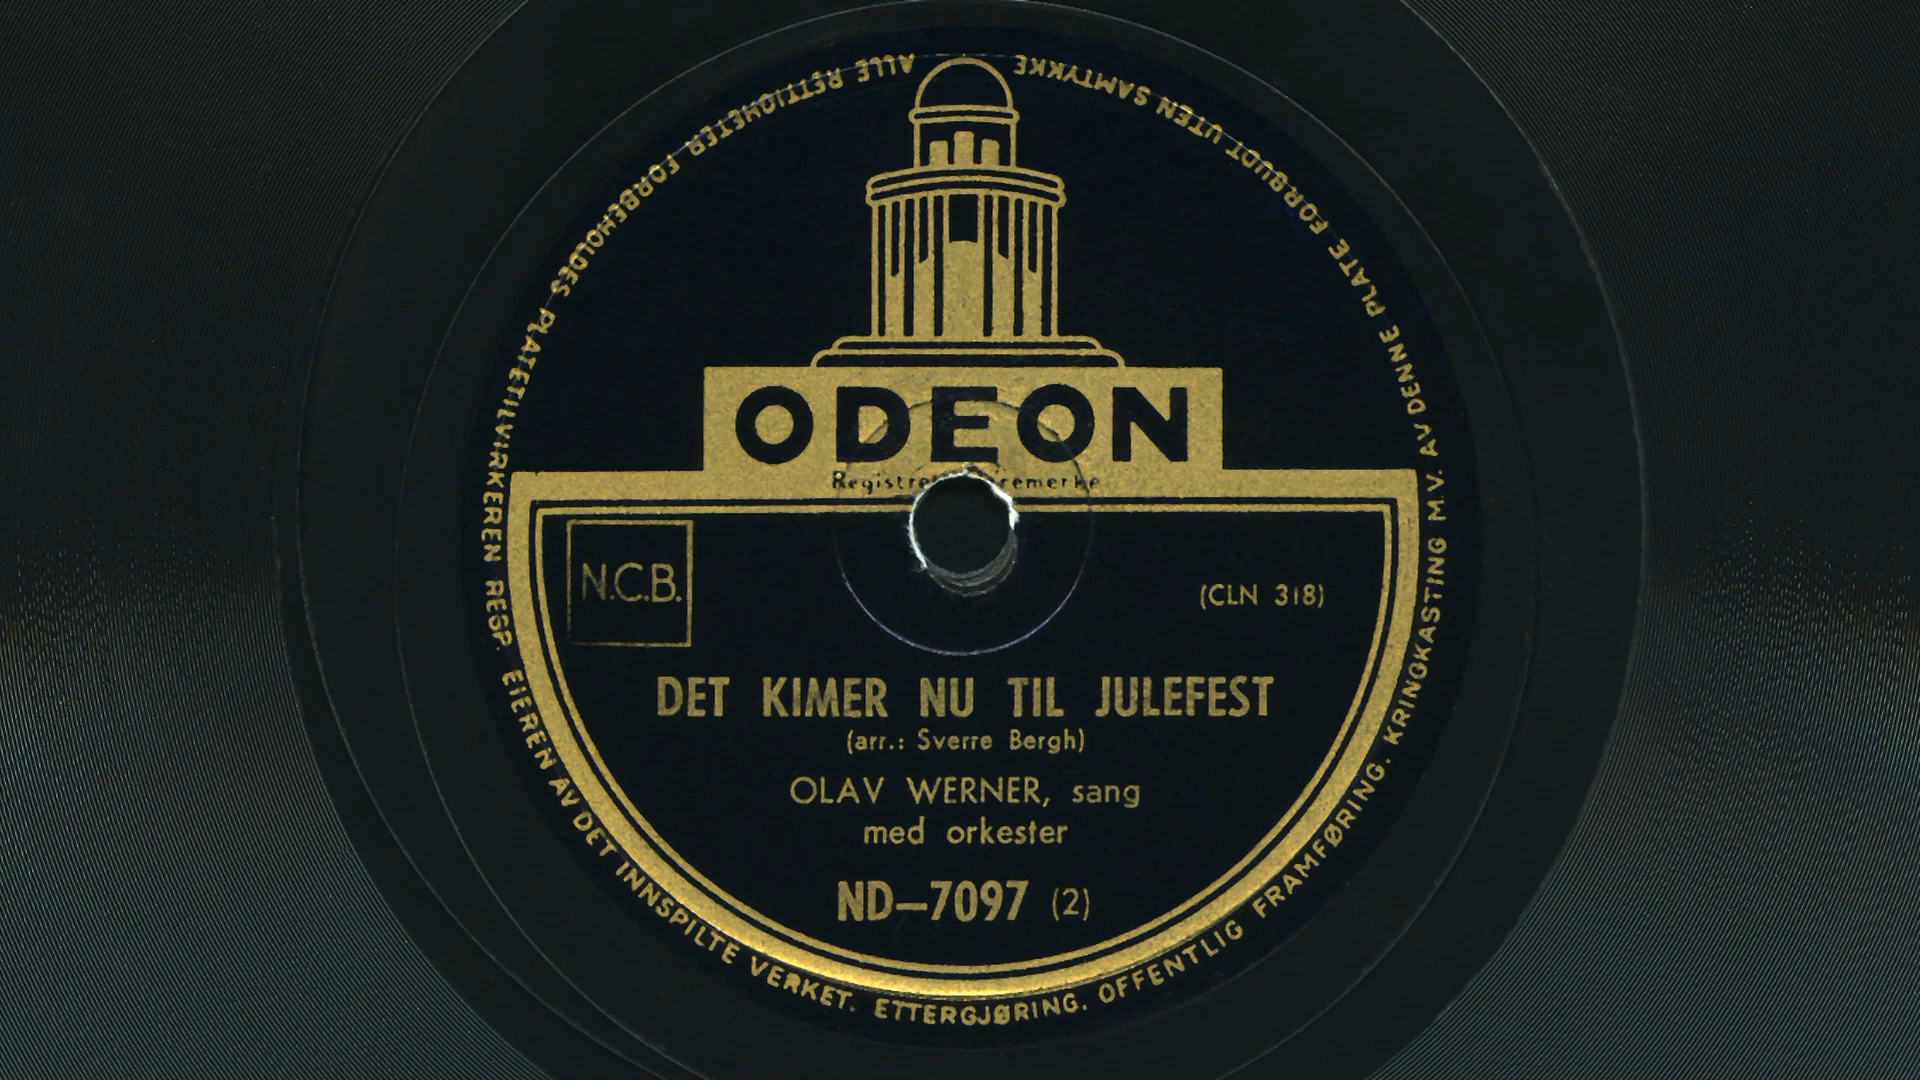 ALLE RETTIGHETER FORBEHOLDES PLATETILVIRKEREN RESP. EIEREN AV DET INNSPILTE VERKET. ETTERGJØRING. OFFENTLIG FRAMFØRING. KRINGKASTING M.V. AV DENNE PLATE FORBUDT UTEN SAMTYKKE
ODEON
N.C.B.
(CLN 318)
DET KIMER NU TIL JULEFEST
(arr.: Sverre Bergh)
OLAV WERNER, sang
med orkester
ND–7097 (2)